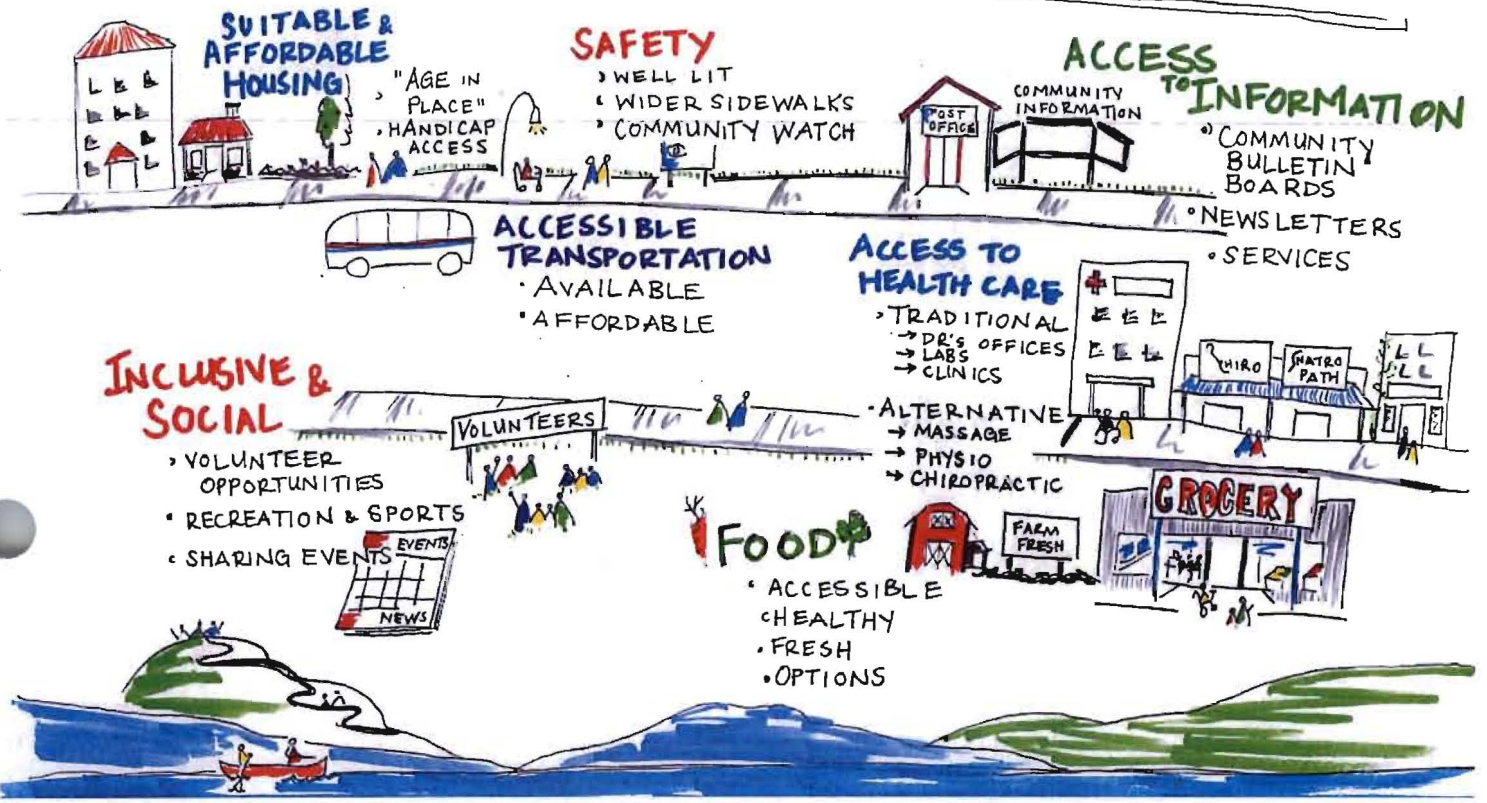 SUITABLE &
AFFORDABLE
HOUSING
"AGE IN
PLACE"
HANDICAP
ACCESS
SAFETY
WELL LIT
WIDER SIDEWALKS
COMMUNITY WATCH
POST
OFFICE
COMMUNITY
INFORMATION
ACCESS
TO INFORMATION
COMMUNITY
BULLETIN
BOARDS
NEWSLETTERS
SERVICES
ACCESSIBLE
TRANSPORTATION
AVAILABLE
AFFORDABLE
ACCESS TO
HEALTH CARE
TRADITIONAL
→ DR's OFFICES
→ LABS
→ CLINICS
ALTERNATIVE
→ MASSAGE
→ PHYSIO
→ CHIROPRACTIC
CHIRO
NATRO
PATH
INCLUSIVE &
SOCIAL
VOLUNTEER
OPPORTUNITIES
RECREATION & SPORTS
SHARING EVENTS
VOLUNTEERS
EVENTS
NEWS
FOOD
ACCESSIBLE
HEALTHY
FRESH
OPTIONS
FARM
FRESH
GROCERY